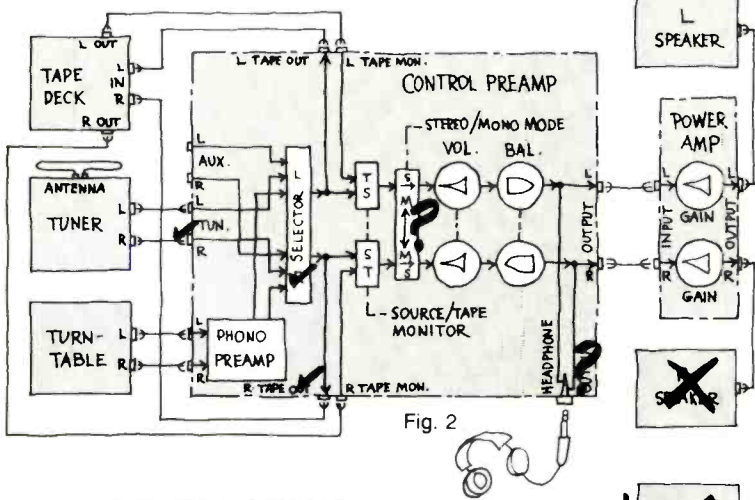 L OUT
TAPE DECK
L
IN
R
R OUT
ANTENNA
TUNER
L
R
TURN-
TABLE
L
R
L TAPE OUT
L TAPE MON.
CONTROL PREAMP
STEREO/MONO MODE
VOL.
BAL.
L
AUX.
R
L
TUN.
R
L
SELECTOR
T
S
S
T
S
M
M
S
SOURCE/TAPE
MONITOR
L
PHONO
PREAMP
R
R TAPE OUT
R TAPE MON.
HEADPHONE
L
OUTPUT
R
L
SPEAKER
POWER
AMP
L
INPUT
R
GAIN
GAIN
L
OUTPUT
R
SPEAKER
Fig. 2